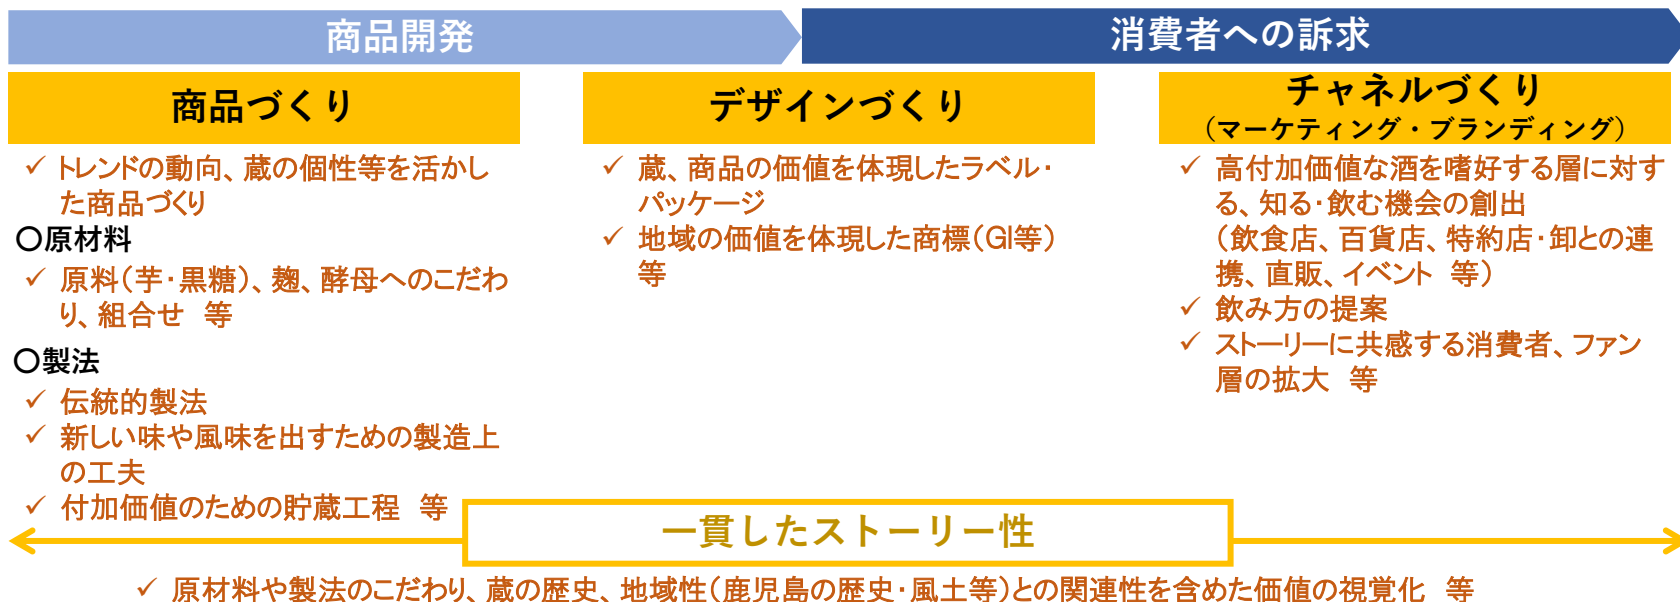 商品開発
消費者への訴求
商品づくり
✓ トレンドの動向、蔵の個性等を活かし
た商品づくり
〇原材料
✓ 原料（芋・黒糖）、麹、酵母へのこだわ
り、組合せ　等
〇製法
✓ 伝統的製法
✓ 新しい味や風味を出すための製造上
の工夫
✓ 付加価値のための貯蔵工程　等
デザインづくり
✓ 蔵、商品の価値を体現したラベル・
パッケージ
✓ 地域の価値を体現した商標（GI等）
等
チャネルづくり
（マーケティング・ブランディング）
✓ 高付加価値な酒を嗜好する層に対す
る、知る・飲む機会の創出
（飲食店、百貨店、特約店・卸との連
携、直販、イベント　等）
✓ 飲み方の提案
✓ ストーリーに共感する消費者、ファン
層の拡大　等
一貫したストーリー性
✓ 原材料や製法のこだわり、蔵の歴史、地域性（鹿児島の歴史・風土等）との関連性を含めた価値の視覚化　等